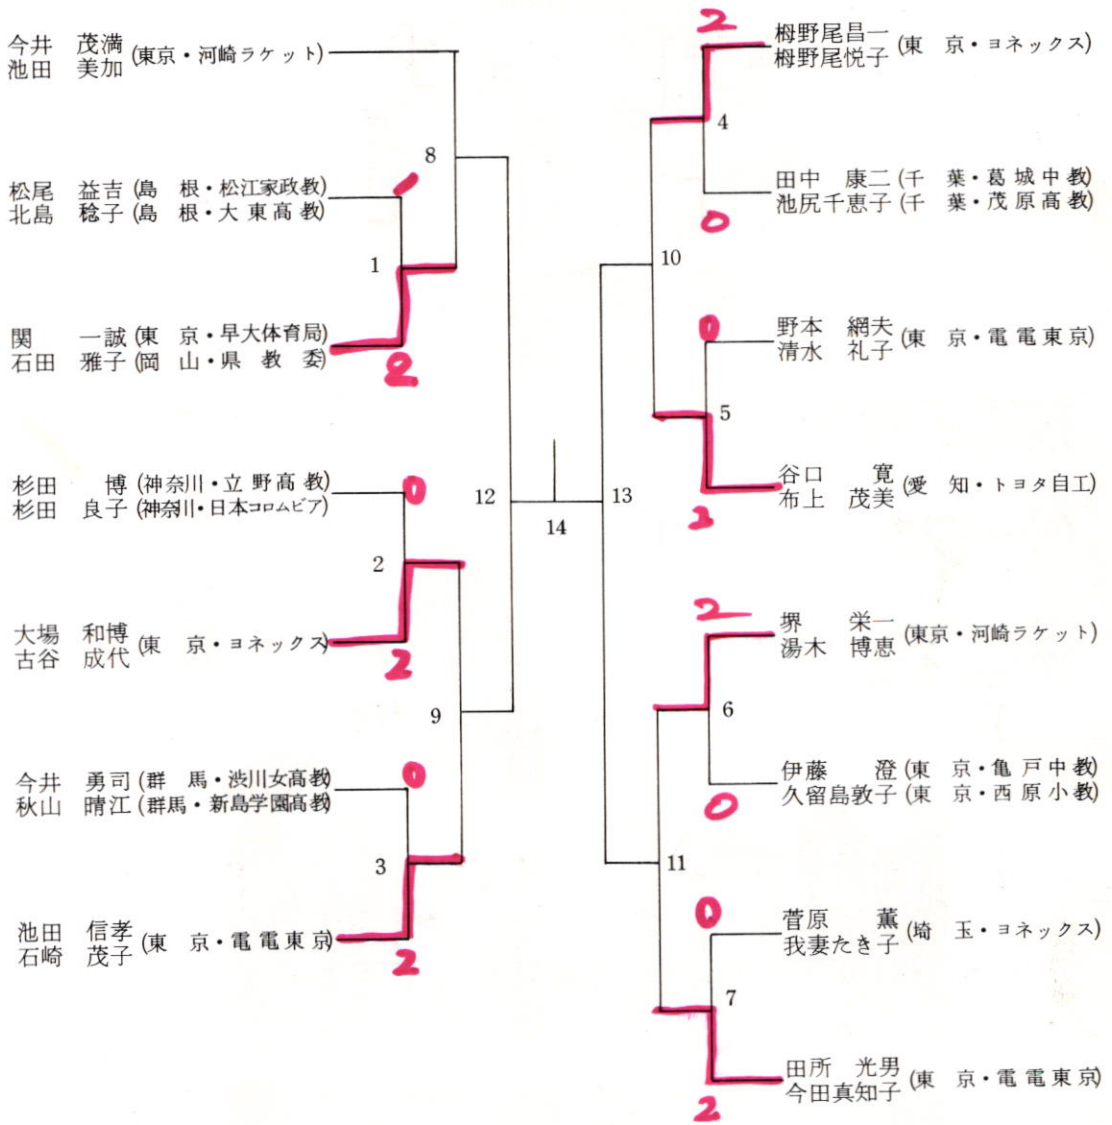 今井 茂満 (東京・河崎ラケット)
池田 美加
8
松尾 益吉 (島 根・松江家政教)
北島 稔子 (島 根・大東高教)
1
関 一誠 (東 京・早大体育局)
石田 雅子 (岡 山・県 教 委)
2
杉田 博 (神奈川・立野高教)
杉田 良子 (神奈川・日本コロムビア)
0
2
大場 和博 (東 京・ヨネックス)
古谷 成代
2
9
今井 勇司 (群 馬・渋川女高教)
秋山 晴江 (群馬・新島学園高教)
0
3
池田 信孝 (東 京・電電東京)
石崎 茂子
2
12
14
13
2
栂野尾昌一 (東 京・ヨネックス)
栂野尾悦子
4
田中 康二 (千 葉・葛城中教)
池尻千恵子 (千 葉・茂原高教)
0
10
0
野本 網夫 (東 京・電電東京)
清水 礼子
5
谷口 寛 (愛 知・トヨタ自工)
布上 茂美
2
2
堺 栄一 (東京・河崎ラケット)
湯木 博恵
6
伊藤 澄 (東 京・亀戸中教)
久留島敦子 (東 京・西原小教)
0
11
0
菅原 薫 (埼 玉・ヨネックス)
我妻たき子
7
田所 光男 (東 京・電電東京)
今田真知子
2